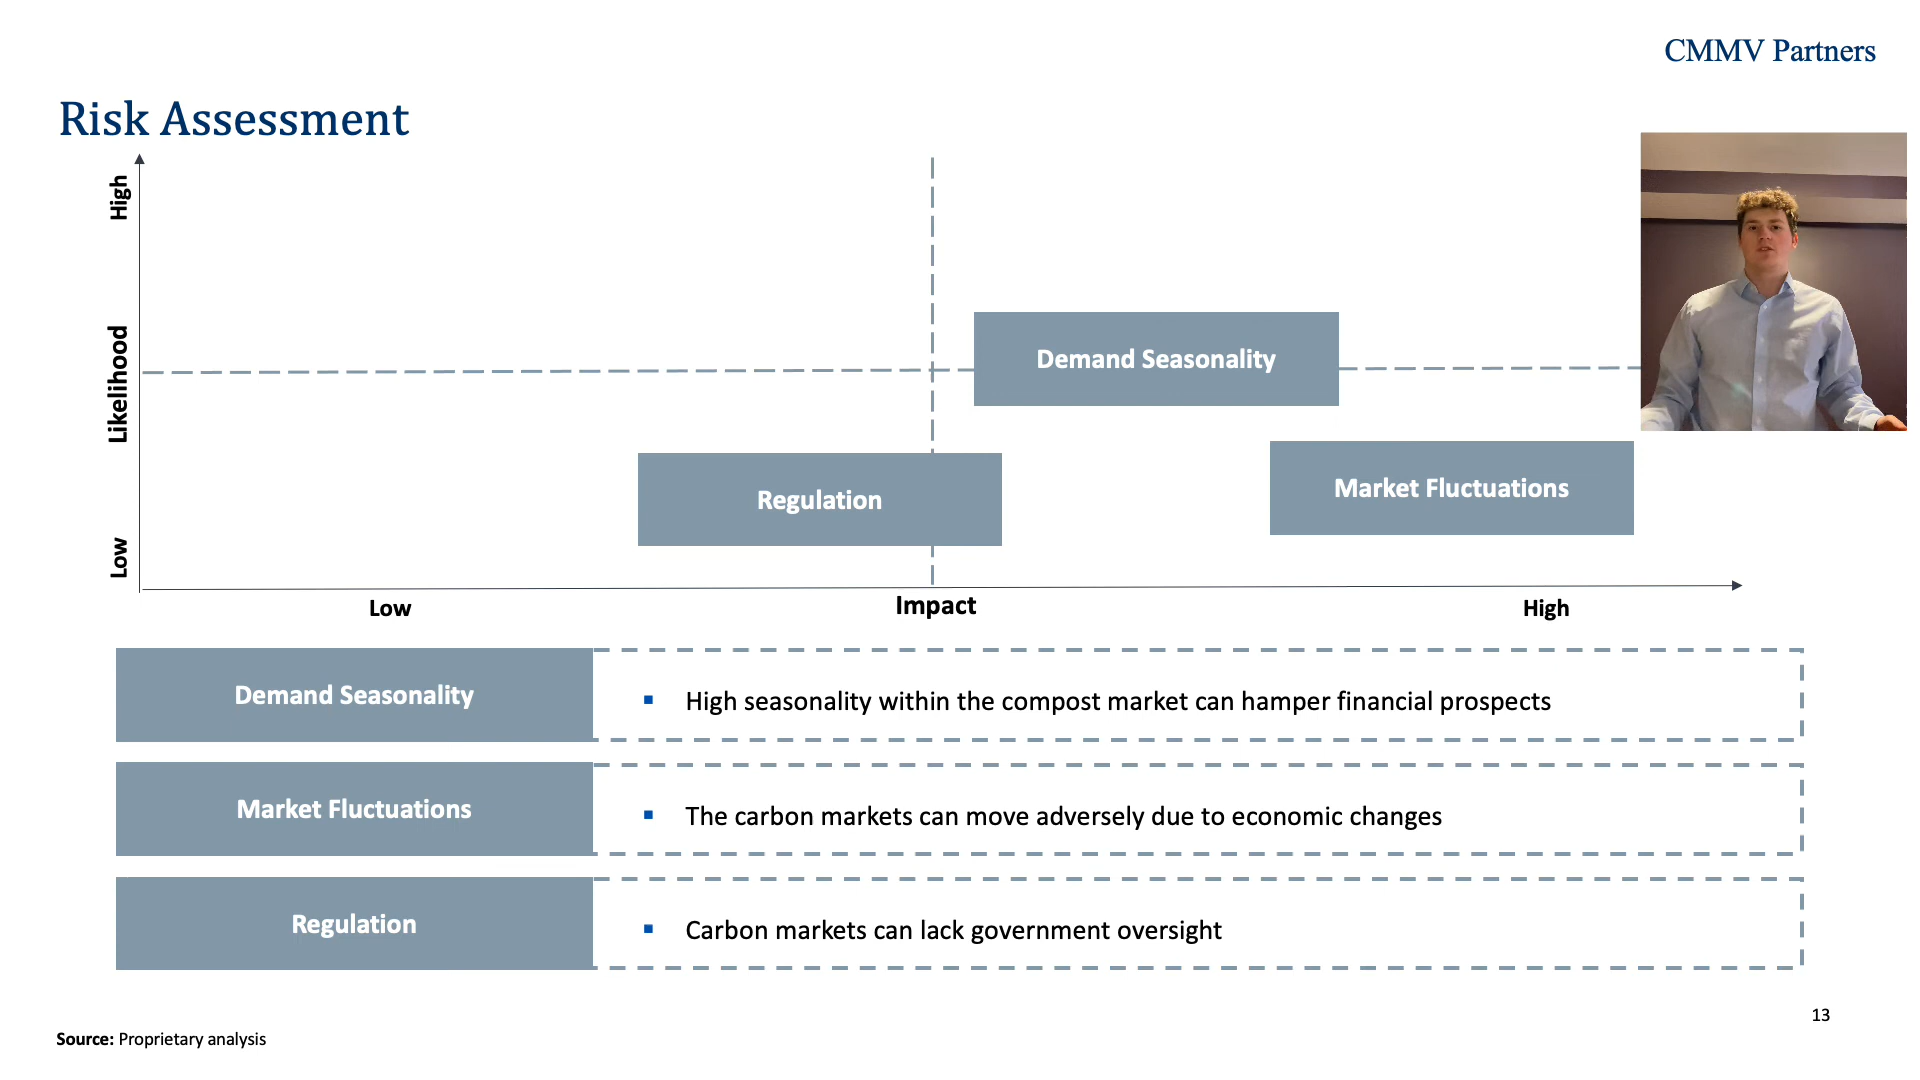 CMMV Partners
Risk Assessment
High
Likelihood
Low
Demand Seasonality
Regulation
Market Fluctuations
Low
Impact
High
Demand Seasonality
▪ High seasonality within the compost market can hamper financial prospects
Market Fluctuations
▪ The carbon markets can move adversely due to economic changes
Regulation
▪ Carbon markets can lack government oversight
13
Source: Proprietary analysis